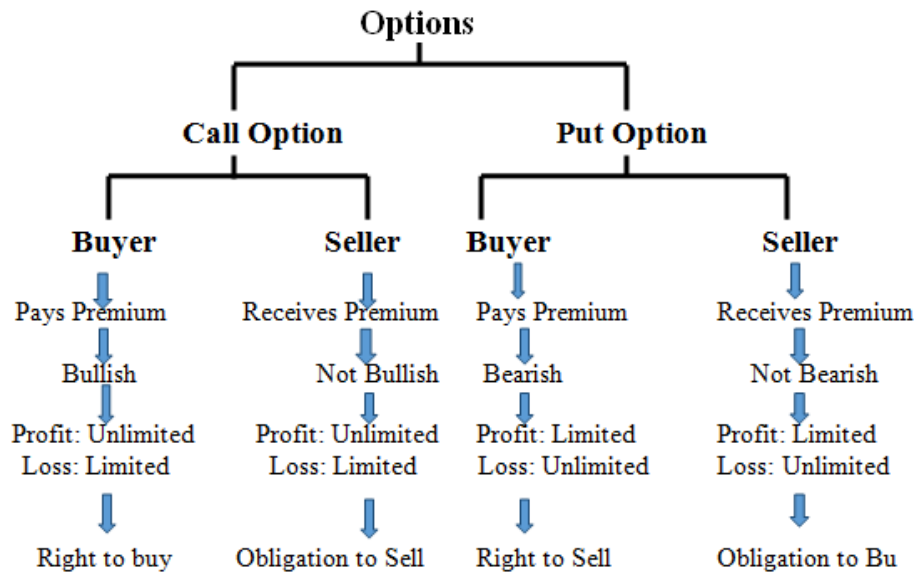 Options
Call Option
Put Option
Buyer
Seller
Buyer
Seller
Pays Premium
Receives Premium
Pays Premium
Receives Premium
Bullish
Not Bullish
Bearish
Not Bearish
Profit: Unlimited
Profit: Unlimited
Profit: Limited
Profit: Limited
Loss: Limited
Loss: Limited
Loss: Unlimited
Loss: Unlimited
Right to buy
Obligation to Sell
Right to Sell
Obligation to Bu